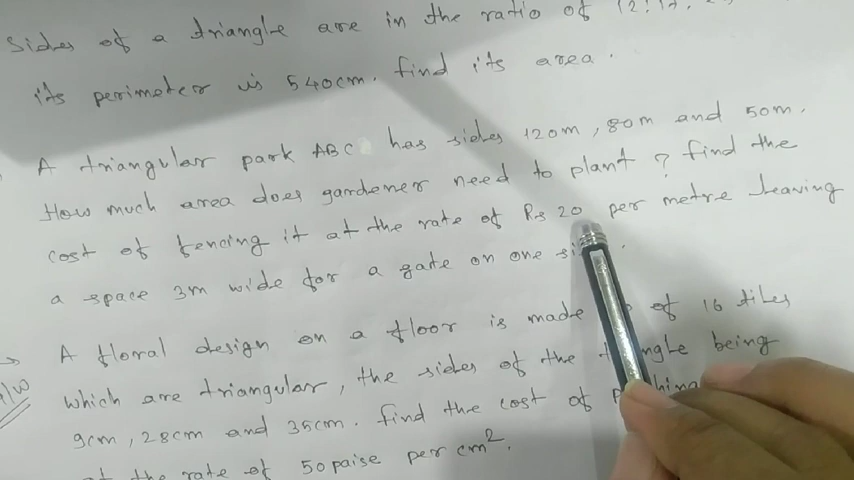 Sides of a triangle are in the ratio of 12:17:
its perimeter is 540cm. find its area.
A triangular park ABC has sides 120m, 80m and 50m.
How much area does gardener need to plant? find the
cost of fencing it at the rate of Rs 20 per metre leaving
a space 3m wide for a gate on one
→ A floral design on a floor is made of 16 tiles
H/W which are triangular, the sides of the being
9cm, 28cm and 35cm. find the cost of
at the rate of 50paise per cm².